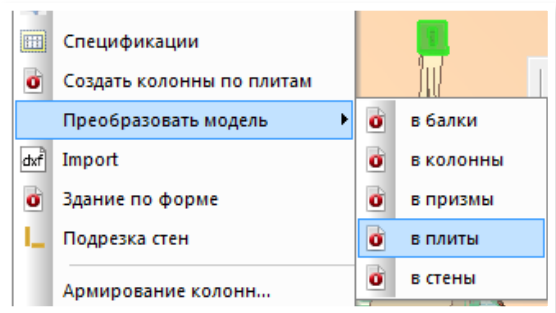 Спецификации
Создать колонны по плитам
Преобразовать модель
dxf Import
Здание по форме
Подрезка стен
Армирование колонн...
в балки
в колонны
в призмы
в плиты
в стены